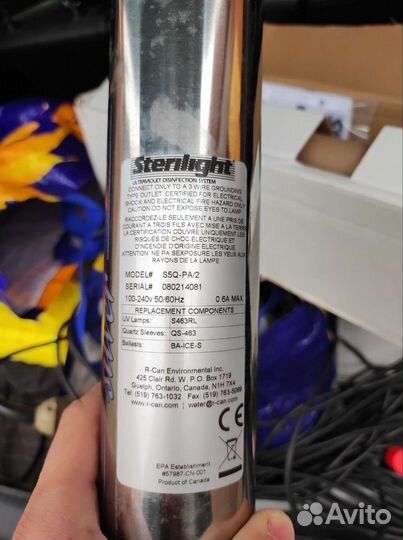 Sterilight
ULTRAVIOLET DISINFECTION SYSTEM
CONNECT ONLY TO A 3 WIRE GROUNDING
TYPE OUTLET. CERTIFIED FOR ELECTRICAL
SHOCK AND ELECTRICAL FIRE HAZARD ONLY
CAUTION-DO NOT EXPOSE EYES TO LAMP
RACCORDEZ-LE SEULEMENT A UNE PRISE DE
COURANT A TROIS FILS AVEC MISE A LA TERRE
LA CERTIFICATION COUVRE UNIQUEMENT LES
RISQUES DE CHOC ELECTRIQUE ET
D'INCENDIE D'ORIGINE ELECTRIQUE
ATTENTION NE PA SEXPOSURE LES YEUX AUX
RAYONS DE LA LAMPE
MODEL# S5Q-PA/2
SERIAL# 080214081
100-240v 50/60Hz 0.6A MAX
REPLACEMENT COMPONENTS
UV Lamps: S463RL
Quartz Sleeves: QS-463
Ballasts: BA-ICE-S
R-Can Environmental Inc.
425 Clair Rd. W. P.O. Box 1719
Guelph, Ontario, Canada, N1H 7X4
Tel (519) 763-1032 Fax (519) 763-5069
www.r-can.com | water@r-can.com
CE
EPA Establishment
#57987-CN-001
Product of Canada
Avito